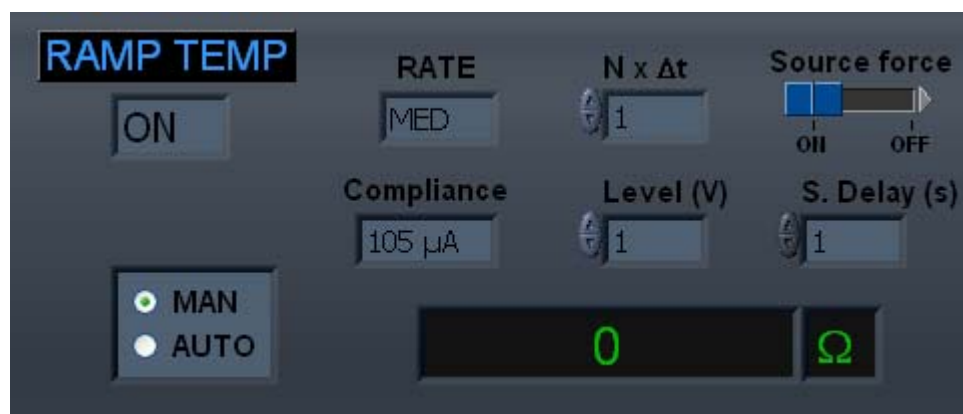 RAMP TEMP
ON
RATE
MED
N x Δt
1
Source force
ON OFF
Compliance
105 µA
Level (V)
1
S. Delay (s)
1
MAN
AUTO
0 Ω